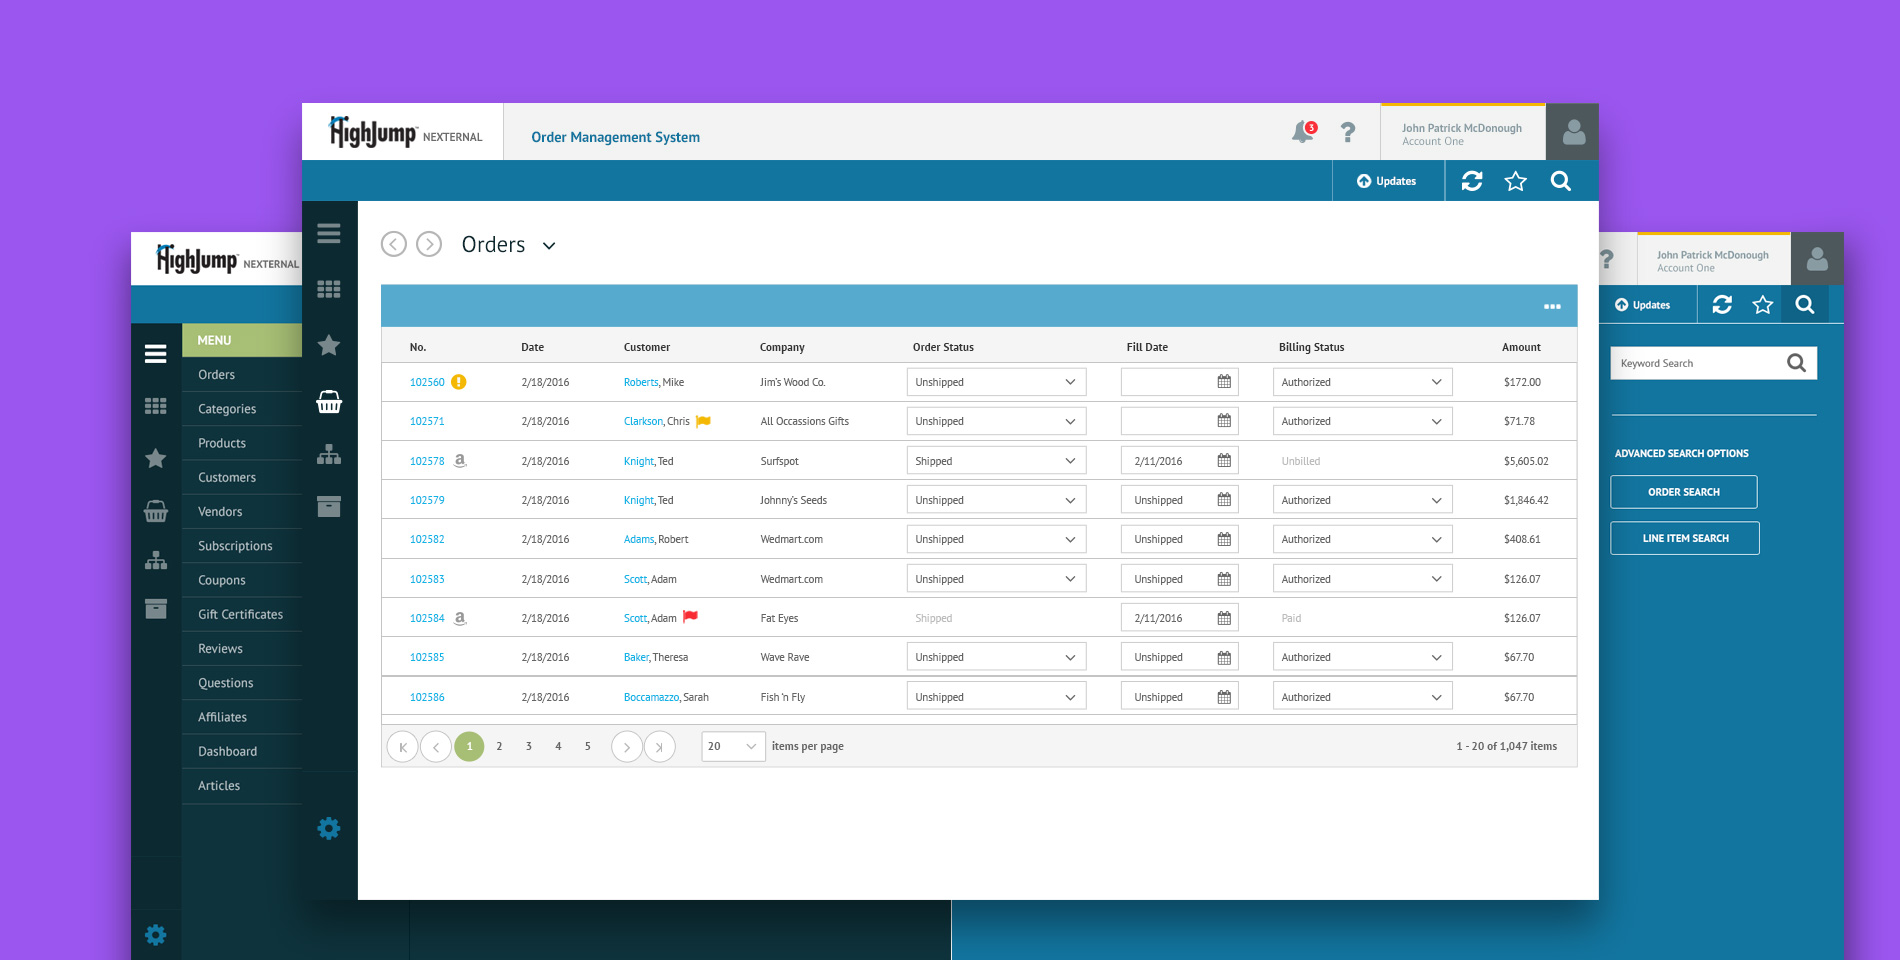 HighJump™ NEXTERNAL
Order Management System
3
?
John Patrick McDonough
Account One
Updates
Orders
...
No. Date Customer Company Order Status Fill Date Billing Status Amount
102560 ! 2/18/2016 Roberts, Mike Jim's Wood Co. Unshipped Authorized $172.00
102571 2/18/2016 Clarkson, Chris All Occassions Gifts Unshipped Authorized $71.78
102578 a 2/18/2016 Knight, Ted Surfspot Shipped 2/11/2016 Unbilled $5,605.02
102579 2/18/2016 Knight, Ted Johnny's Seeds Unshipped Unshipped Authorized $1,846.42
102582 2/18/2016 Adams, Robert Wedmart.com Unshipped Unshipped Authorized $408.61
102583 2/18/2016 Scott, Adam Wedmart.com Unshipped Unshipped Authorized $126.07
102584 a 2/18/2016 Scott, Adam Fat Eyes Shipped 2/11/2016 Paid $126.07
102585 2/18/2016 Baker, Theresa Wave Rave Unshipped Unshipped Authorized $67.70
102586 2/18/2016 Boccamazzo, Sarah Fish 'n Fly Unshipped Unshipped Authorized $67.70
1 2 3 4 5 20 items per page 1 - 20 of 1,047 items
HighJump™ NEXTERNAL
MENU
Orders
Categories
Products
Customers
Vendors
Subscriptions
Coupons
Gift Certificates
Reviews
Questions
Affiliates
Dashboard
Articles
?
John Patrick McDonough
Account One
Updates
Keyword Search
ADVANCED SEARCH OPTIONS
ORDER SEARCH
LINE ITEM SEARCH